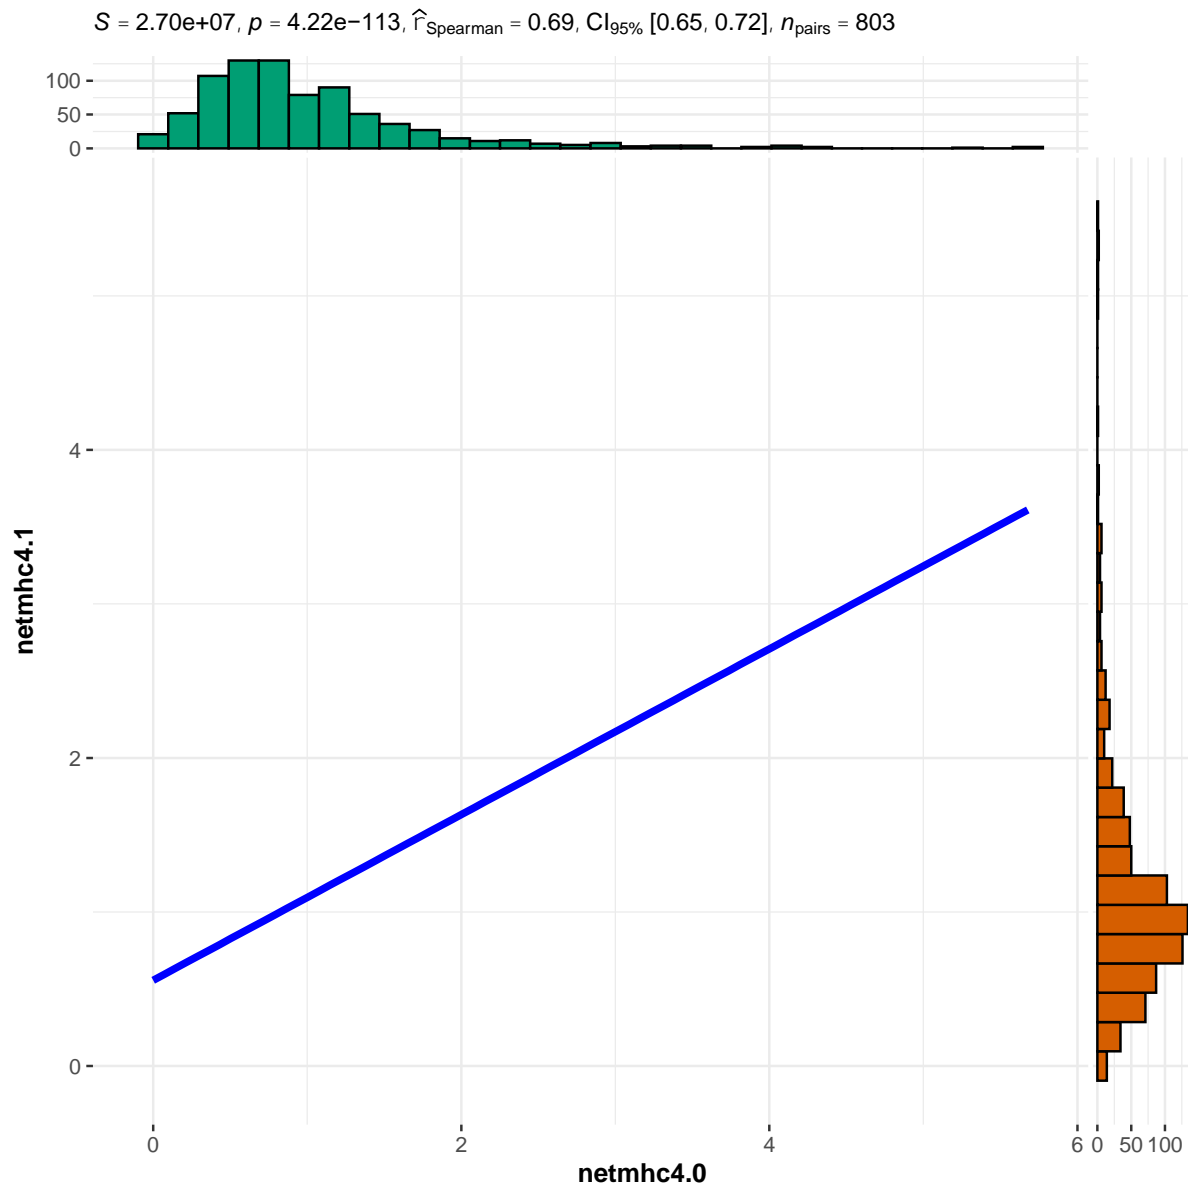 S = 2.70e+07, p = 4.22e−113, r̂Spearman = 0.69, CI95% [0.65, 0.72], npairs = 803
100
50
0
4
2
0
netmhc4.1
0 2 4 6 0 50 100
netmhc4.0